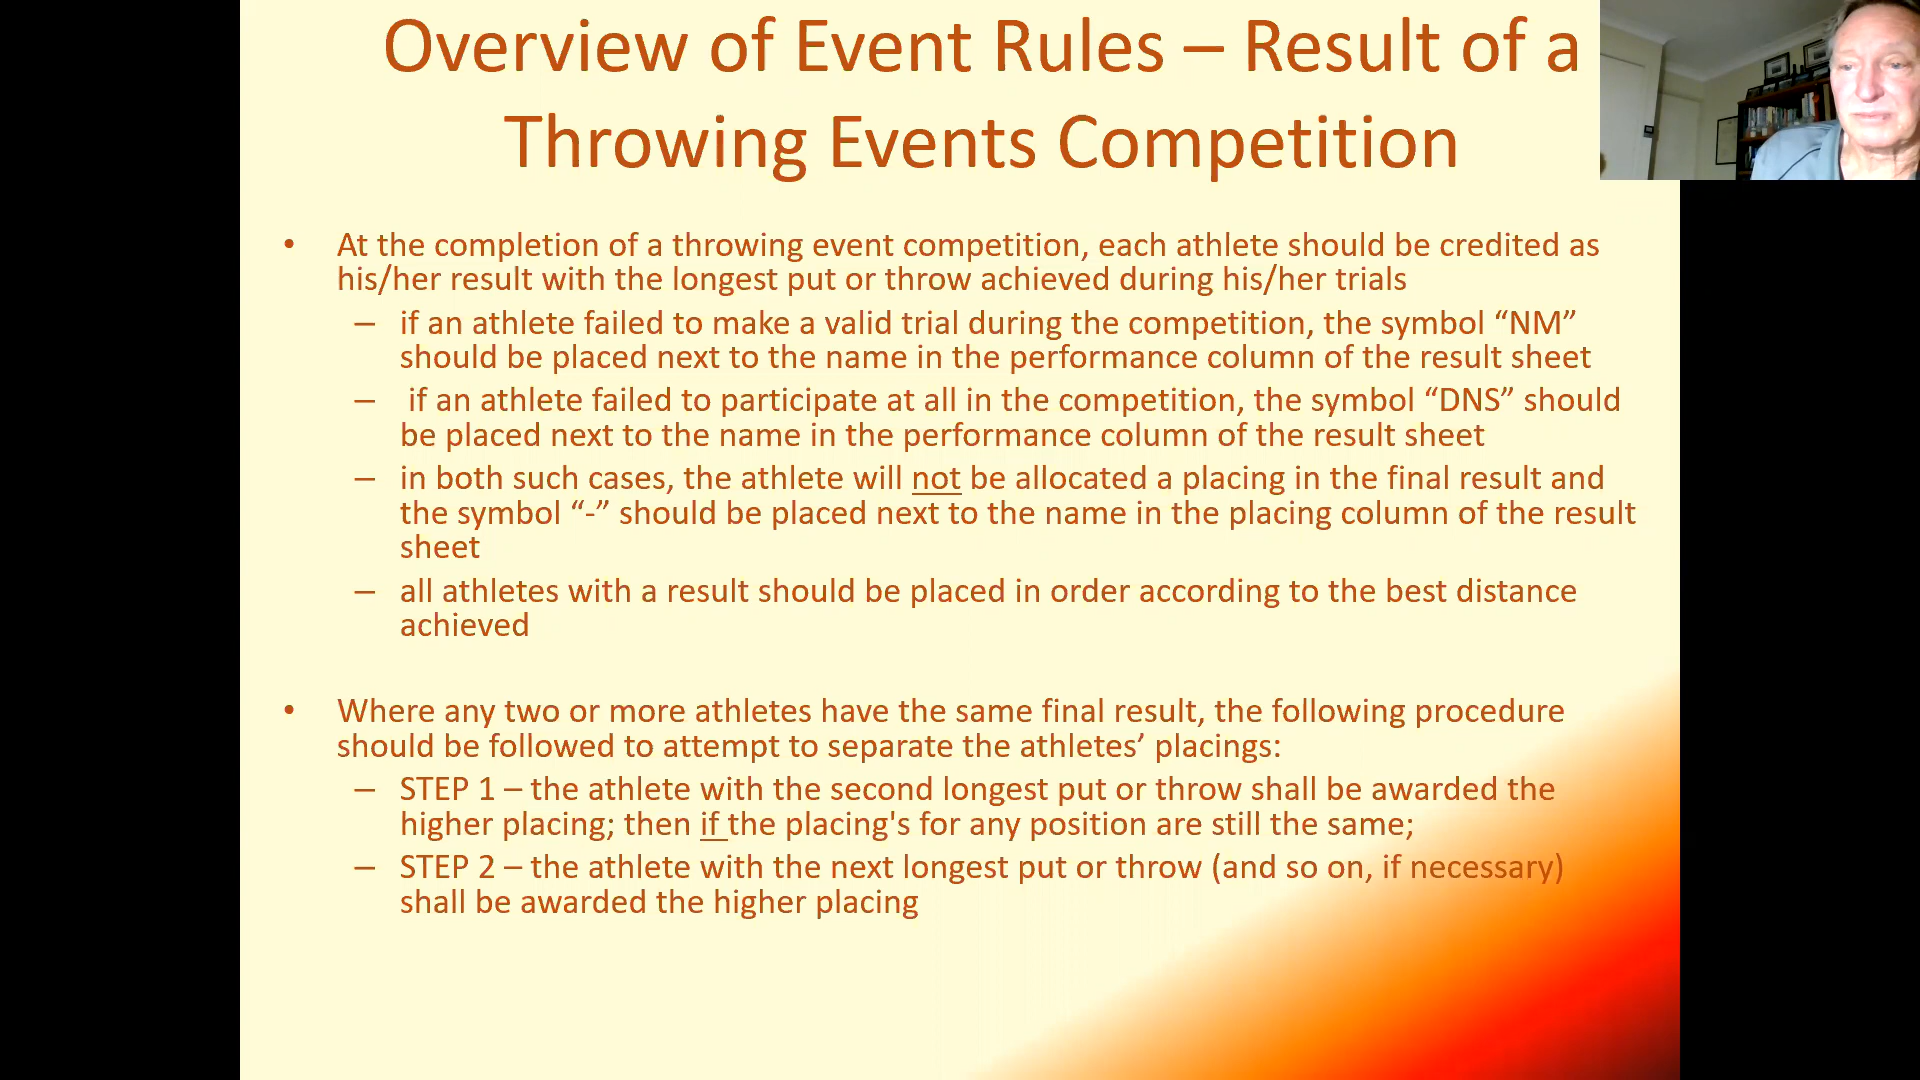 Overview of Event Rules – Result of a
Throwing Events Competition
• At the completion of a throwing event competition, each athlete should be credited as
his/her result with the longest put or throw achieved during his/her trials
– if an athlete failed to make a valid trial during the competition, the symbol “NM”
should be placed next to the name in the performance column of the result sheet
– if an athlete failed to participate at all in the competition, the symbol “DNS” should
be placed next to the name in the performance column of the result sheet
– in both such cases, the athlete will not be allocated a placing in the final result and
the symbol “-” should be placed next to the name in the placing column of the result
sheet
– all athletes with a result should be placed in order according to the best distance
achieved
• Where any two or more athletes have the same final result, the following procedure
should be followed to attempt to separate the athletes’ placings:
– STEP 1 – the athlete with the second longest put or throw shall be awarded the
higher placing; then if the placing's for any position are still the same;
– STEP 2 – the athlete with the next longest put or throw (and so on, if necessary)
shall be awarded the higher placing